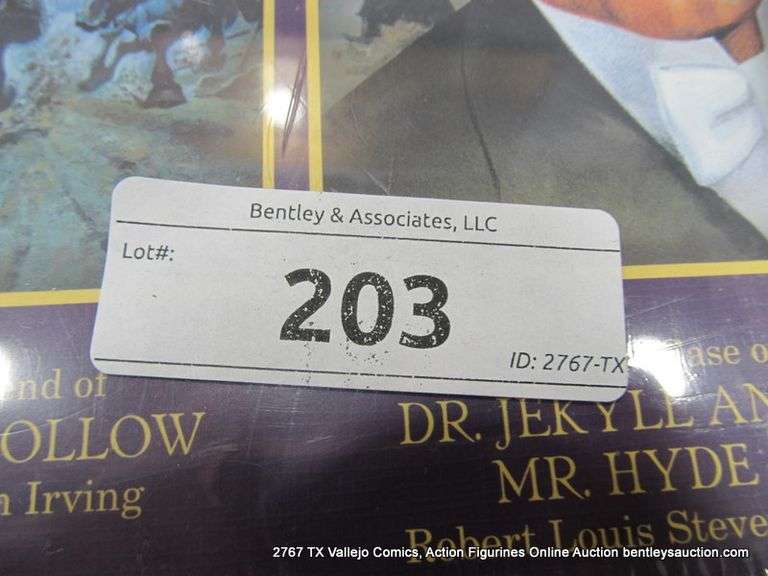 Bentley & Associates, LLC
Lot#:
203
ID: 2767-TX
nd of
OLLOW
Irving
ase o
DR. JEKYLL AN
MR. HYDE
Robert Louis Steve
2767 TX Vallejo Comics, Action Figurines Online Auction bentleysauction.com